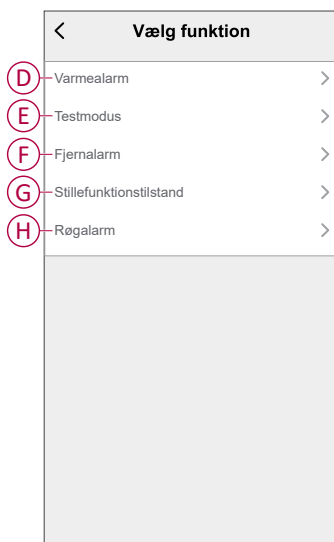 Vælg funktion
D Varmealarm
E Testmodus
F Fjernalarm
G Stillefunktionstilstand
H Røgalarm